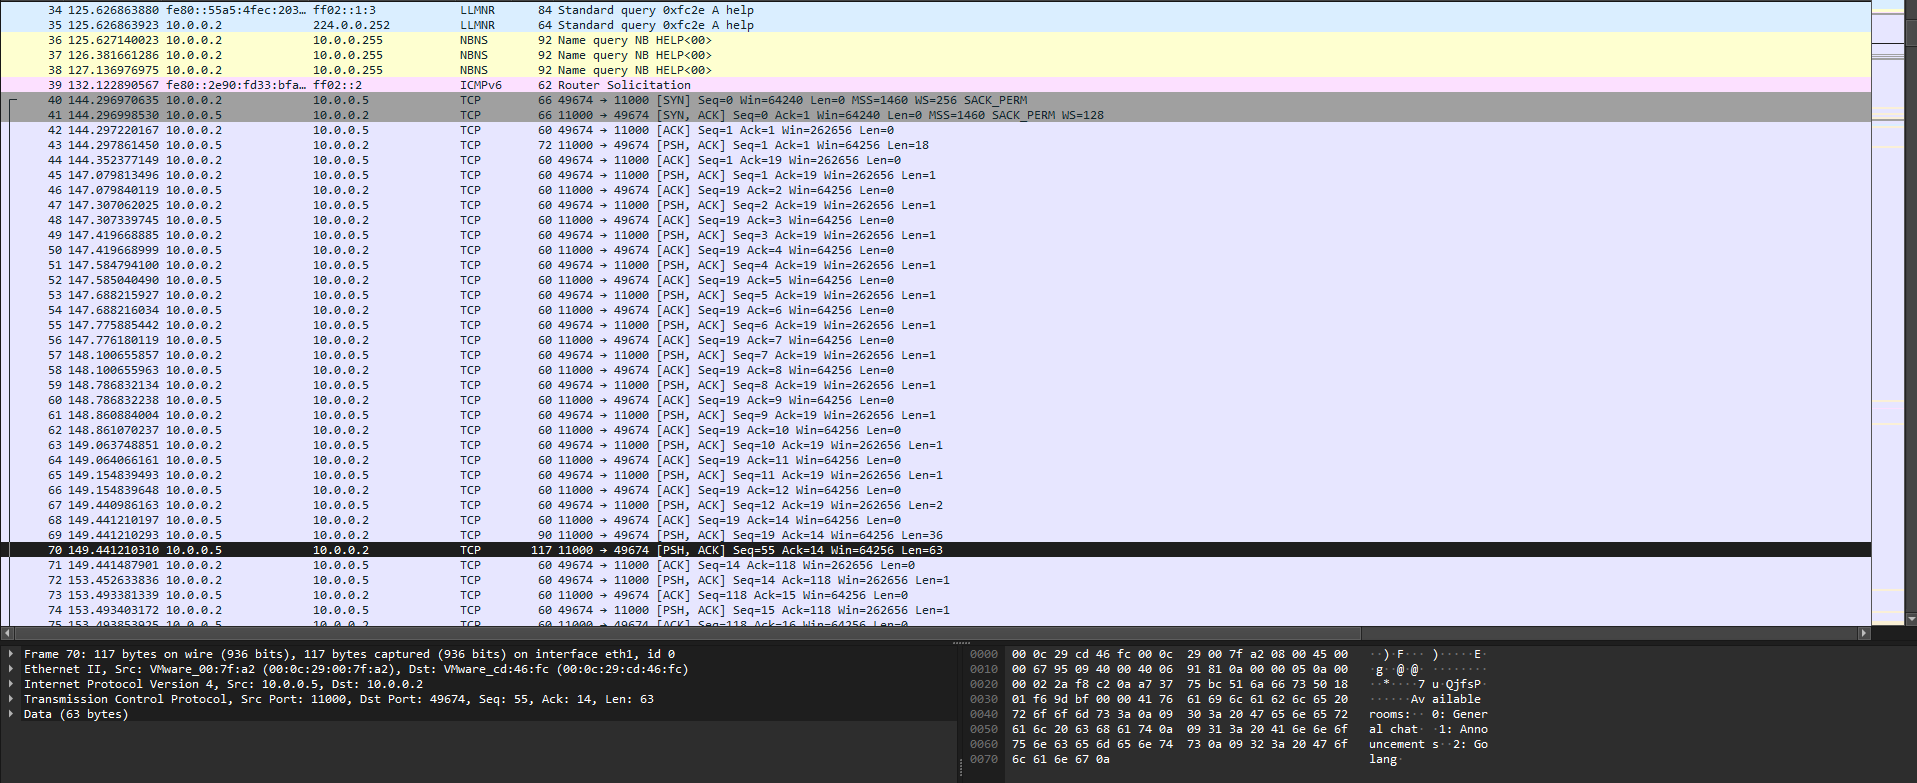 34 125.626863880 fe80::55a5:4fec:203… ff02::1:3 LLMNR 84 Standard query 0xfc2e A help
35 125.626863923 10.0.0.2 224.0.0.252 LLMNR 64 Standard query 0xfc2e A help
36 125.627140023 10.0.0.2 10.0.0.255 NBNS 92 Name query NB HELP<00>
37 126.381661286 10.0.0.2 10.0.0.255 NBNS 92 Name query NB HELP<00>
38 127.136976975 10.0.0.2 10.0.0.255 NBNS 92 Name query NB HELP<00>
39 132.122890567 fe80::2e90:fd33:bfa… ff02::2 ICMPv6 62 Router Solicitation
40 144.296970635 10.0.0.2 10.0.0.5 TCP 66 49674 → 11000 [SYN] Seq=0 Win=64240 Len=0 MSS=1460 WS=256 SACK_PERM
41 144.296998530 10.0.0.5 10.0.0.2 TCP 66 11000 → 49674 [SYN, ACK] Seq=0 Ack=1 Win=64240 Len=0 MSS=1460 SACK_PERM WS=128
42 144.297220167 10.0.0.2 10.0.0.5 TCP 60 49674 → 11000 [ACK] Seq=1 Ack=1 Win=262656 Len=0
43 144.297861450 10.0.0.5 10.0.0.2 TCP 72 11000 → 49674 [PSH, ACK] Seq=1 Ack=1 Win=64256 Len=18
44 144.352377149 10.0.0.2 10.0.0.5 TCP 60 49674 → 11000 [ACK] Seq=1 Ack=19 Win=262656 Len=0
45 147.079813496 10.0.0.2 10.0.0.5 TCP 60 49674 → 11000 [PSH, ACK] Seq=1 Ack=19 Win=262656 Len=1
46 147.079840119 10.0.0.5 10.0.0.2 TCP 60 11000 → 49674 [ACK] Seq=19 Ack=2 Win=64256 Len=0
47 147.307062025 10.0.0.2 10.0.0.5 TCP 60 49674 → 11000 [PSH, ACK] Seq=2 Ack=19 Win=262656 Len=1
48 147.307339745 10.0.0.5 10.0.0.2 TCP 60 11000 → 49674 [ACK] Seq=19 Ack=3 Win=64256 Len=0
49 147.419668885 10.0.0.2 10.0.0.5 TCP 60 49674 → 11000 [PSH, ACK] Seq=3 Ack=19 Win=262656 Len=1
50 147.419668999 10.0.0.5 10.0.0.2 TCP 60 11000 → 49674 [ACK] Seq=19 Ack=4 Win=64256 Len=0
51 147.584794100 10.0.0.2 10.0.0.5 TCP 60 49674 → 11000 [PSH, ACK] Seq=4 Ack=19 Win=262656 Len=1
52 147.585040490 10.0.0.5 10.0.0.2 TCP 60 11000 → 49674 [ACK] Seq=19 Ack=5 Win=64256 Len=0
53 147.688215927 10.0.0.2 10.0.0.5 TCP 60 49674 → 11000 [PSH, ACK] Seq=5 Ack=19 Win=262656 Len=1
54 147.688216034 10.0.0.5 10.0.0.2 TCP 60 11000 → 49674 [ACK] Seq=19 Ack=6 Win=64256 Len=0
55 147.775885442 10.0.0.2 10.0.0.5 TCP 60 49674 → 11000 [PSH, ACK] Seq=6 Ack=19 Win=262656 Len=1
56 147.776180119 10.0.0.5 10.0.0.2 TCP 60 11000 → 49674 [ACK] Seq=19 Ack=7 Win=64256 Len=0
57 148.100655857 10.0.0.2 10.0.0.5 TCP 60 49674 → 11000 [PSH, ACK] Seq=7 Ack=19 Win=262656 Len=1
58 148.100655963 10.0.0.5 10.0.0.2 TCP 60 11000 → 49674 [ACK] Seq=19 Ack=8 Win=64256 Len=0
59 148.786832134 10.0.0.2 10.0.0.5 TCP 60 49674 → 11000 [PSH, ACK] Seq=8 Ack=19 Win=262656 Len=1
60 148.786832238 10.0.0.5 10.0.0.2 TCP 60 11000 → 49674 [ACK] Seq=19 Ack=9 Win=64256 Len=0
61 148.860884004 10.0.0.2 10.0.0.5 TCP 60 49674 → 11000 [PSH, ACK] Seq=9 Ack=19 Win=262656 Len=1
62 148.861070237 10.0.0.5 10.0.0.2 TCP 60 11000 → 49674 [ACK] Seq=19 Ack=10 Win=64256 Len=0
63 149.063748851 10.0.0.2 10.0.0.5 TCP 60 49674 → 11000 [PSH, ACK] Seq=10 Ack=19 Win=262656 Len=1
64 149.064066161 10.0.0.5 10.0.0.2 TCP 60 11000 → 49674 [ACK] Seq=19 Ack=11 Win=64256 Len=0
65 149.154839493 10.0.0.2 10.0.0.5 TCP 60 49674 → 11000 [PSH, ACK] Seq=11 Ack=19 Win=262656 Len=1
66 149.154839648 10.0.0.5 10.0.0.2 TCP 60 11000 → 49674 [ACK] Seq=19 Ack=12 Win=64256 Len=0
67 149.440986163 10.0.0.2 10.0.0.5 TCP 60 49674 → 11000 [PSH, ACK] Seq=12 Ack=19 Win=262656 Len=2
68 149.441210197 10.0.0.5 10.0.0.2 TCP 60 11000 → 49674 [ACK] Seq=19 Ack=14 Win=64256 Len=0
69 149.441210293 10.0.0.5 10.0.0.2 TCP 90 11000 → 49674 [PSH, ACK] Seq=19 Ack=14 Win=64256 Len=36
70 149.441210310 10.0.0.5 10.0.0.2 TCP 117 11000 → 49674 [PSH, ACK] Seq=55 Ack=14 Win=64256 Len=63
71 149.441487901 10.0.0.2 10.0.0.5 TCP 60 49674 → 11000 [ACK] Seq=14 Ack=118 Win=262656 Len=0
72 153.452633836 10.0.0.2 10.0.0.5 TCP 60 49674 → 11000 [PSH, ACK] Seq=14 Ack=118 Win=262656 Len=1
73 153.493381339 10.0.0.5 10.0.0.2 TCP 60 11000 → 49674 [ACK] Seq=118 Ack=15 Win=64256 Len=0
74 153.493403172 10.0.0.2 10.0.0.5 TCP 60 49674 → 11000 [PSH, ACK] Seq=15 Ack=118 Win=262656 Len=1
75 153.493853925 10.0.0.5 10.0.0.2 TCP 60 11000 → 49674 [ACK] Seq=118 Ack=16 Win=64256 Len=0
Frame 70: 117 bytes on wire (936 bits), 117 bytes captured (936 bits) on interface eth1, id 0
Ethernet II, Src: VMware_00:7f:a2 (00:0c:29:00:7f:a2), Dst: VMware_cd:46:fc (00:0c:29:cd:46:fc)
Internet Protocol Version 4, Src: 10.0.0.5, Dst: 10.0.0.2
Transmission Control Protocol, Src Port: 11000, Dst Port: 49674, Seq: 55, Ack: 14, Len: 63
Data (63 bytes)
0000 00 0c 29 cd 46 fc 00 0c 29 00 7f a2 08 00 45 00 ··)·F··· )·····E·
0010 00 67 95 09 40 00 40 06 91 81 0a 00 00 05 0a 00 ·g··@·@· ········
0020 00 02 2a f8 c2 0a a7 37 75 bc 51 6a 66 73 50 18 ··*····7 u·QjfsP·
0030 01 f6 9d bf 00 00 41 76 61 69 6c 61 62 6c 65 20 ······Av ailable
0040 72 6f 6f 6d 73 3a 0a 09 30 3a 20 47 65 6e 65 72 rooms:·· 0: Gener
0050 61 6c 20 63 68 61 74 0a 09 31 3a 20 41 6e 6e 6f al chat· ·1: Anno
0060 75 6e 63 65 6d 65 6e 74 73 0a 09 32 3a 20 47 6f uncement s··2: Go
0070 6c 61 6e 67 0a lang·